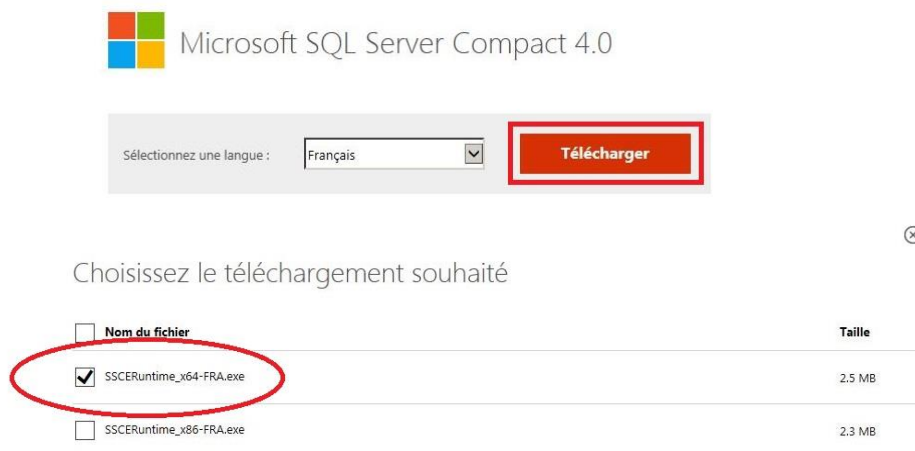 Microsoft SQL Server Compact 4.0
Sélectionnez une langue : Français Télécharger
Choisissez le téléchargement souhaité
Nom du fichier Taille
SSCERuntime_x64-FRA.exe 2.5 MB
SSCERuntime_x86-FRA.exe 2.3 MB